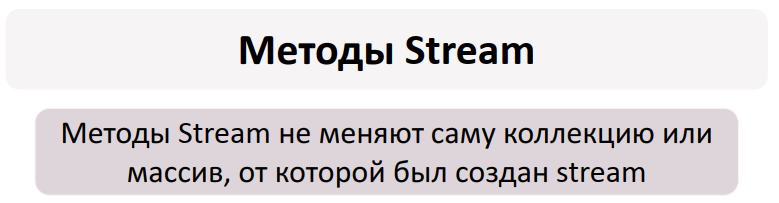 Методы Stream
Методы Stream не меняют саму коллекцию или
массив, от которой был создан stream